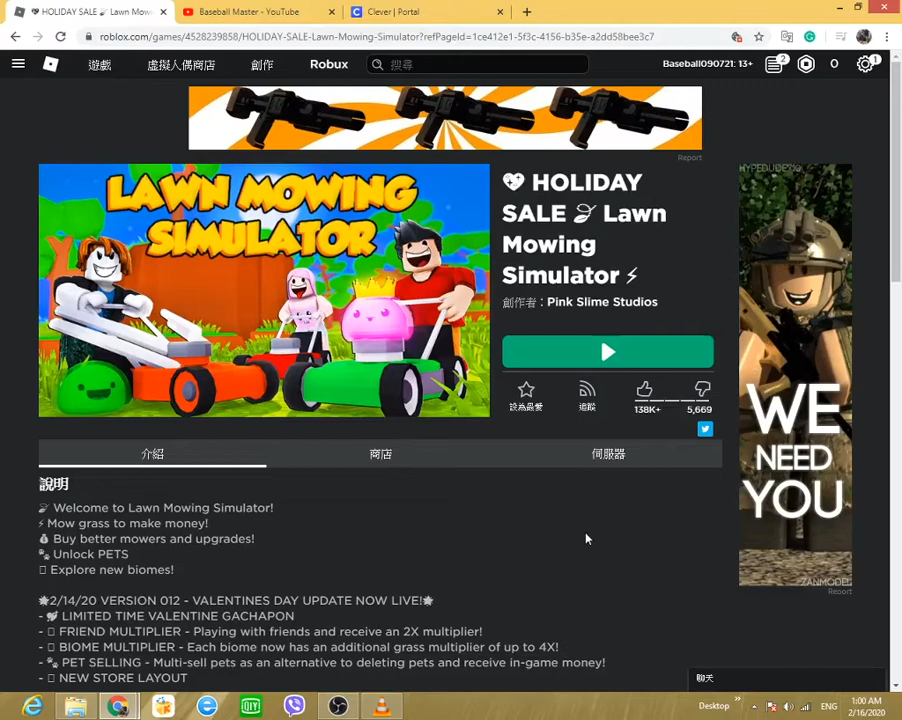 HOLIDAY SALE Lawn Mow
Baseball Master - YouTube
Clever | Portal
roblox.com/games/4528239858/HOLIDAY-SALE-Lawn-Mowing-Simulator?refPageId=1ce412e1-5f3c-4156-b35e-a2dd58bee3c7
遊戲
虛擬人偶商店
創作
Robux
搜尋
Baseball090721: 13+
2
0
1
Report
LAWN MOWING
SIMULATOR
HOLIDAY
SALE Lawn
Mowing
Simulator ⚡
創作者：Pink Slime Studios
設為最愛
追蹤
138K+
5,669
介紹
商店
伺服器
說明
Welcome to Lawn Mowing Simulator!
⚡ Mow grass to make money!
💰 Buy better mowers and upgrades!
🐾 Unlock PETS
Explore new biomes!
2/14/20 VERSION 012 - VALENTINES DAY UPDATE NOW LIVE!
- 💘 LIMITED TIME VALENTINE GACHAPON
- FRIEND MULTIPLIER - Playing with friends and receive an 2X multiplier!
- BIOME MULTIPLIER - Each biome now has an additional grass multiplier of up to 4X!
- 🐾 PET SELLING - Multi-sell pets as an alternative to deleting pets and receive in-game money!
- NEW STORE LAYOUT
HYPEDUDE
WE
NEED
YOU
ZANMODE
Report
聊天
DIY
Desktop
ENG
1:00 AM
2/16/2020